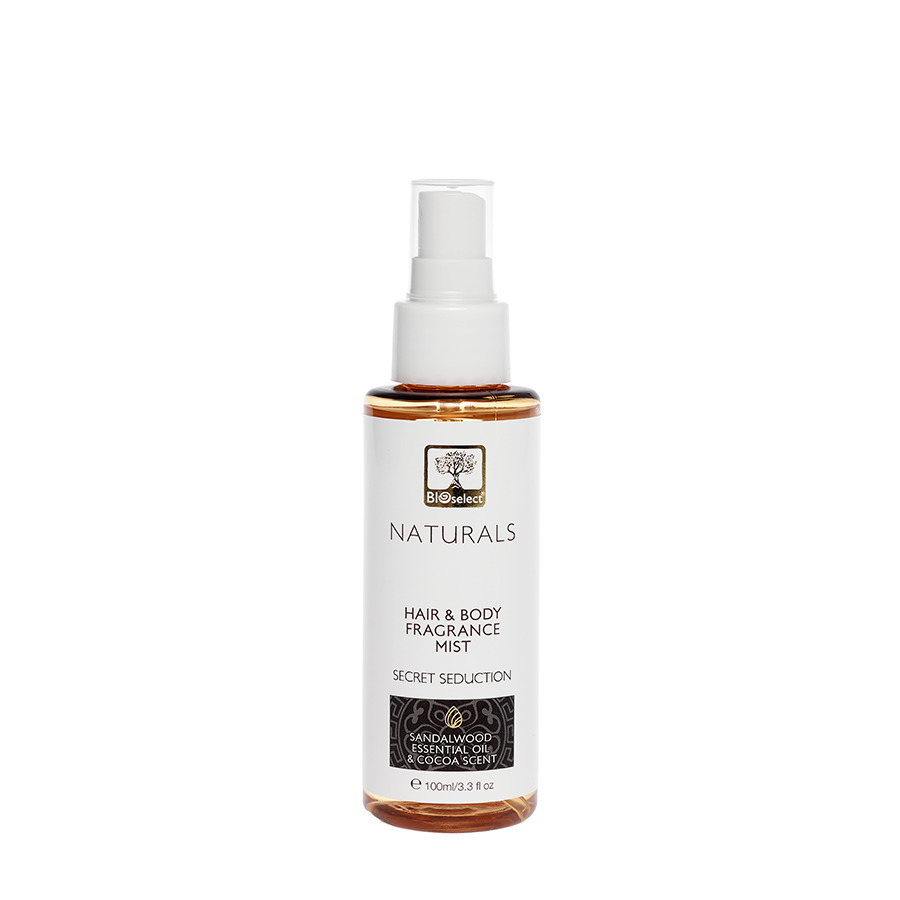 BIOselect®
NATURALS
HAIR & BODY
FRAGRANCE
MIST
SECRET SEDUCTION
SANDALWOOD
ESSENTIAL OIL
& COCOA SCENT
℮ 100ml/3.3 fl oz